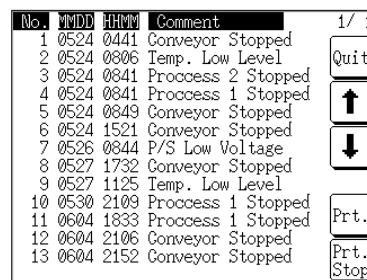 No. MMDD HHMM Comment 1/
1 0524 0441 Conveyor Stopped
2 0524 0806 Temp. Low Level
3 0524 0841 Proccess 2 Stopped
4 0524 0841 Proccess 1 Stopped
5 0524 0849 Conveyor Stopped
6 0524 1521 Conveyor Stopped
7 0526 0844 P/S Low Voltage
8 0527 1732 Conveyor Stopped
9 0527 1125 Temp. Low Level
10 0530 2109 Proccess 1 Stopped
11 0604 1833 Proccess 1 Stopped
12 0604 2106 Conveyor Stopped
13 0604 2152 Conveyor Stopped
Quit
Prt.
Prt.
Stop